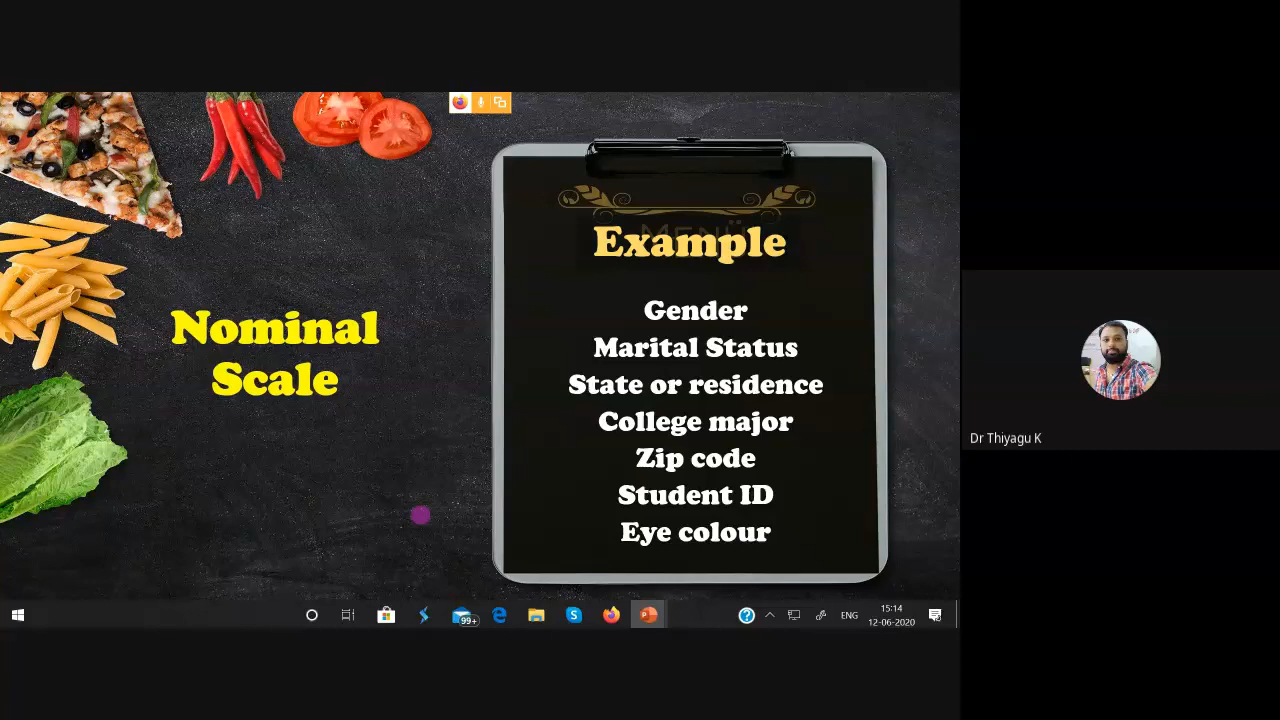 Nominal
Scale
Example
Gender
Marital Status
State or residence
College major
Zip code
Student ID
Eye colour
Dr Thiyagu K
99+
ENG
15:14
12-06-2020